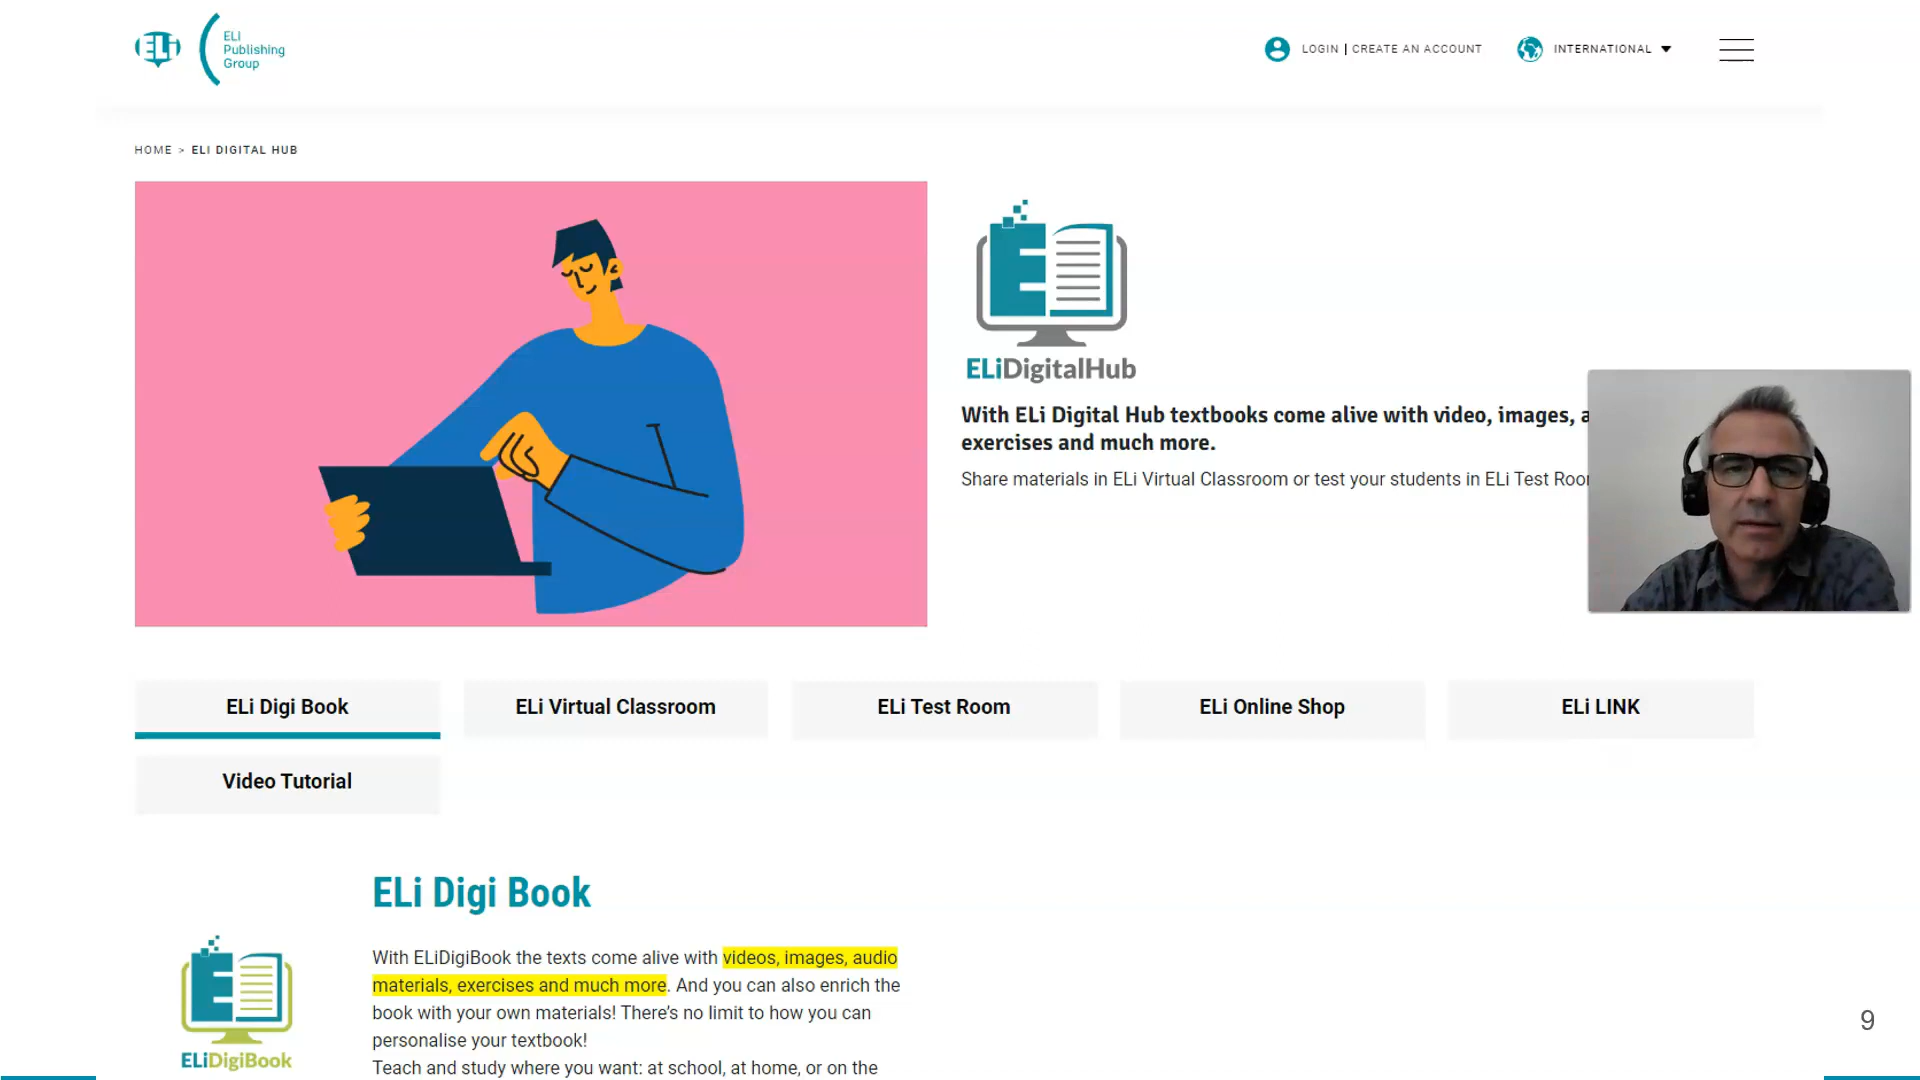 ELi
ELI
Publishing
Group
LOGIN | CREATE AN ACCOUNT
INTERNATIONAL
HOME > ELI DIGITAL HUB
E
ELiDigitalHub
With ELi Digital Hub textbooks come alive with video, images,
exercises and much more.
Share materials in ELi Virtual Classroom or test your students in ELi Test
ELi Digi Book
ELi Virtual Classroom
ELi Test Room
ELi Online Shop
ELi LINK
Video Tutorial
ELi Digi Book
With ELiDigiBook the texts come alive with videos, images, audio
materials, exercises and much more. And you can also enrich the
book with your own materials! There’s no limit to how you can
personalise your textbook!
Teach and study where you want: at school, at home, or on the
E
ELiDigiBook
9